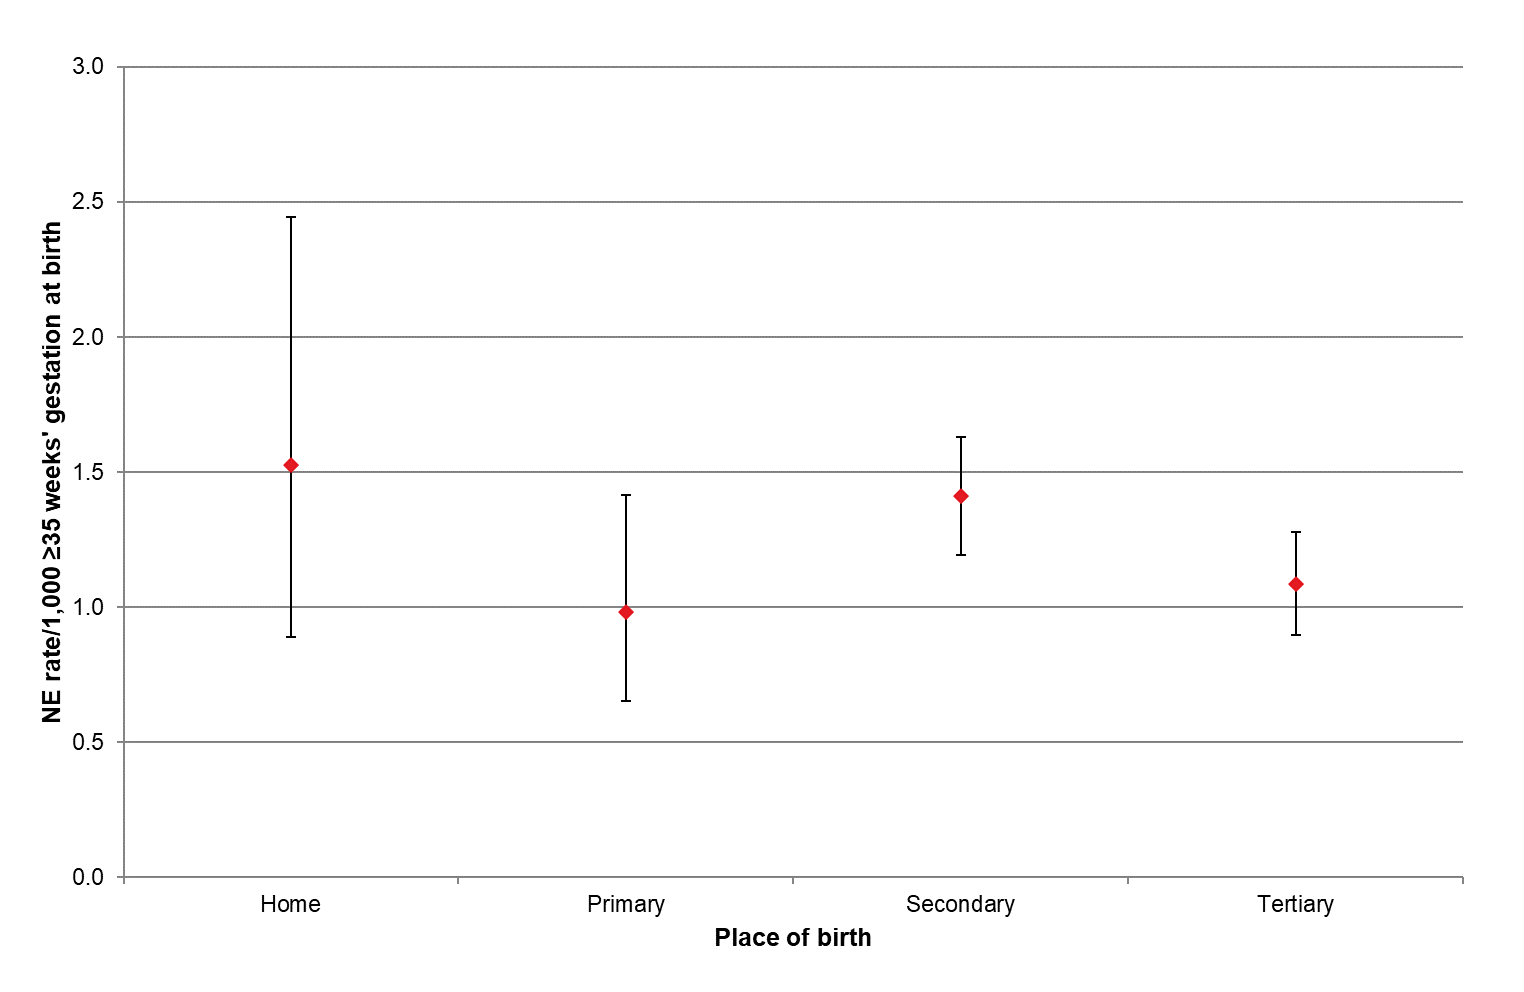 3.0
2.5
2.0
1.5
1.0
0.5
0.0
NE rate/1,000 ≥35 weeks' gestation at birth
Home Primary Secondary Tertiary
Place of birth